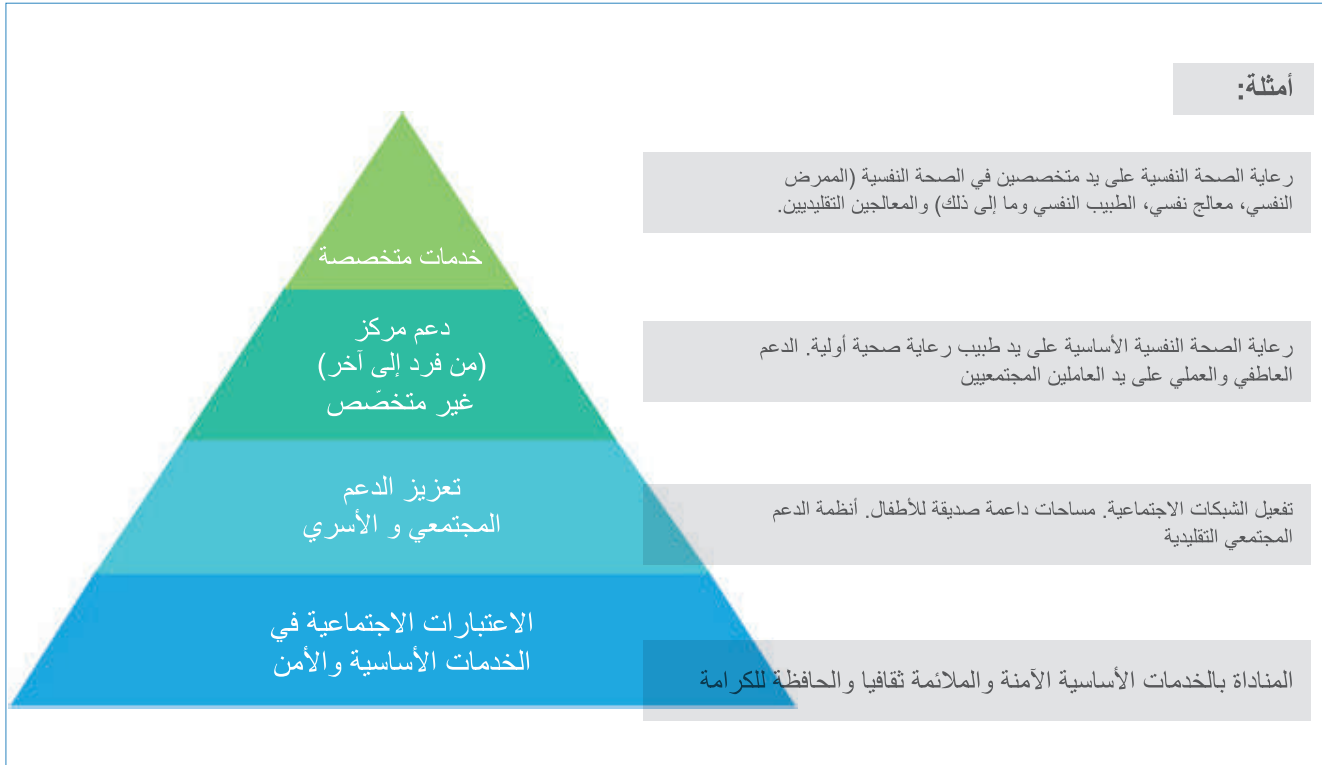 أمثلة:
خدمات متخصصة
رعاية الصحة النفسية على يد متخصصين في الصحة النفسية (الممرض
النفسي، معالج نفسي، الطبيب النفسي وما إلى ذلك) والمعالجين التقليديين.
دعم مركز
(من فرد إلى آخر)
غير متخصّص
رعاية الصحة النفسية الأساسية على يد طبيب رعاية صحية أولية. الدعم
العاطفي والعملي على يد العاملين المجتمعيين
تعزيز الدعم
المجتمعي و الأسري
تفعيل الشبكات الاجتماعية. مساحات داعمة صديقة للأطفال. أنظمة الدعم
المجتمعي التقليدية
الاعتبارات الاجتماعية في
الخدمات الأساسية والأمن
المناداة بالخدمات الأساسية الآمنة والملائمة ثقافيا والحافظة للكرامة